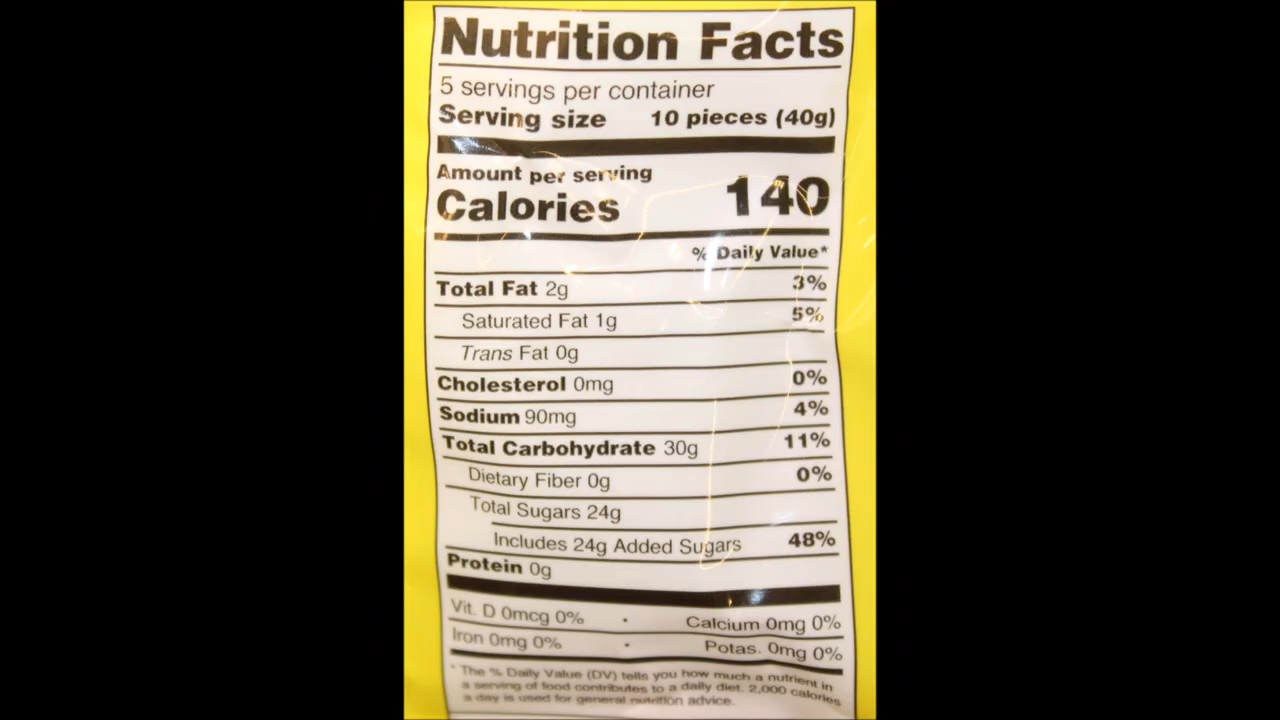 Nutrition Facts
5 servings per container
Serving size 10 pieces (40g)
Amount per serving
Calories 140
% Daily Value*
Total Fat 2g 3%
Saturated Fat 1g 5%
Trans Fat 0g
Cholesterol 0mg 0%
Sodium 90mg 4%
Total Carbohydrate 30g 11%
Dietary Fiber 0g 0%
Total Sugars 24g
Includes 24g Added Sugars 48%
Protein 0g
Vit. D 0mcg 0% • Calcium 0mg 0%
Iron 0mg 0% • Potas. 0mg 0%
* The % Daily Value (DV) tells you how much a nutrient in
a serving of food contributes to a daily diet. 2,000 calories
a day is used for general nutrition advice.